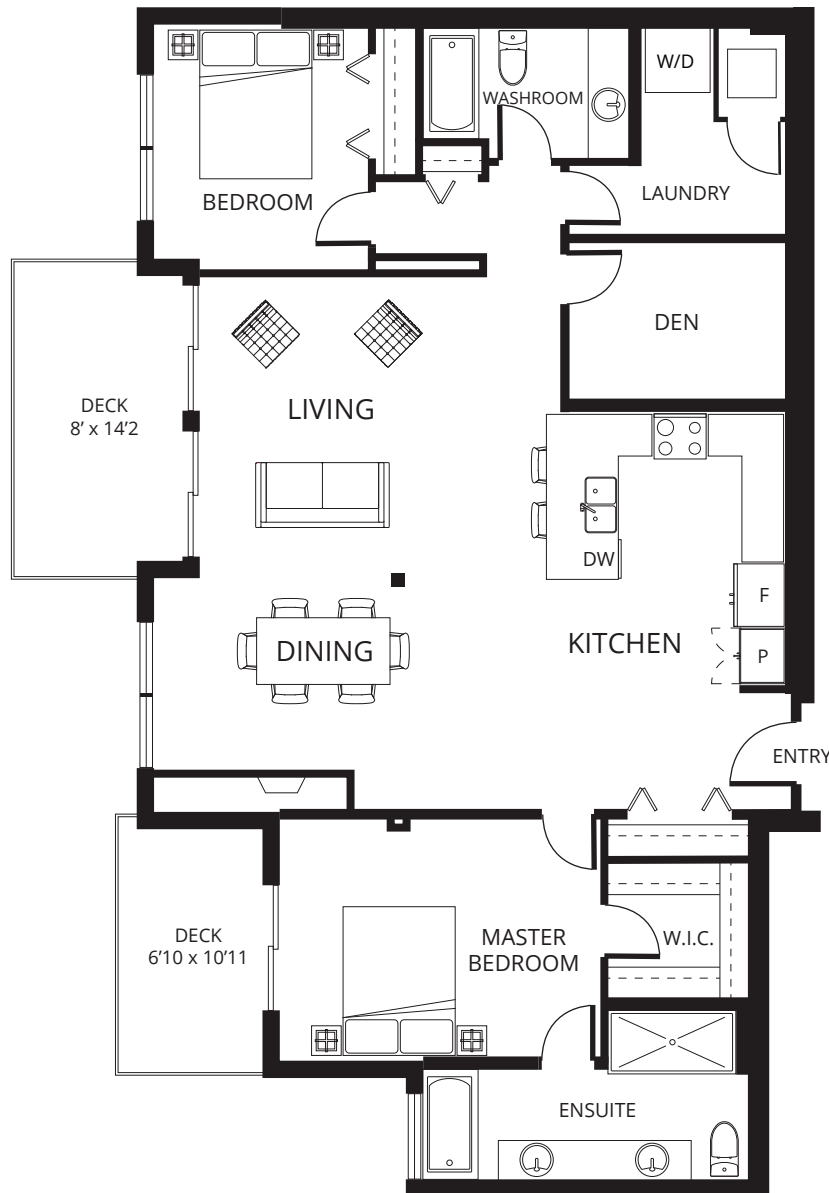 W/D
WASHROOM
BEDROOM
LAUNDRY
DEN
LIVING
DECK
8’ x 14’2
DW
F
DINING
KITCHEN
P
ENTRY
DECK
6’10 x 10’11
MASTER
BEDROOM
W.I.C.
ENSUITE